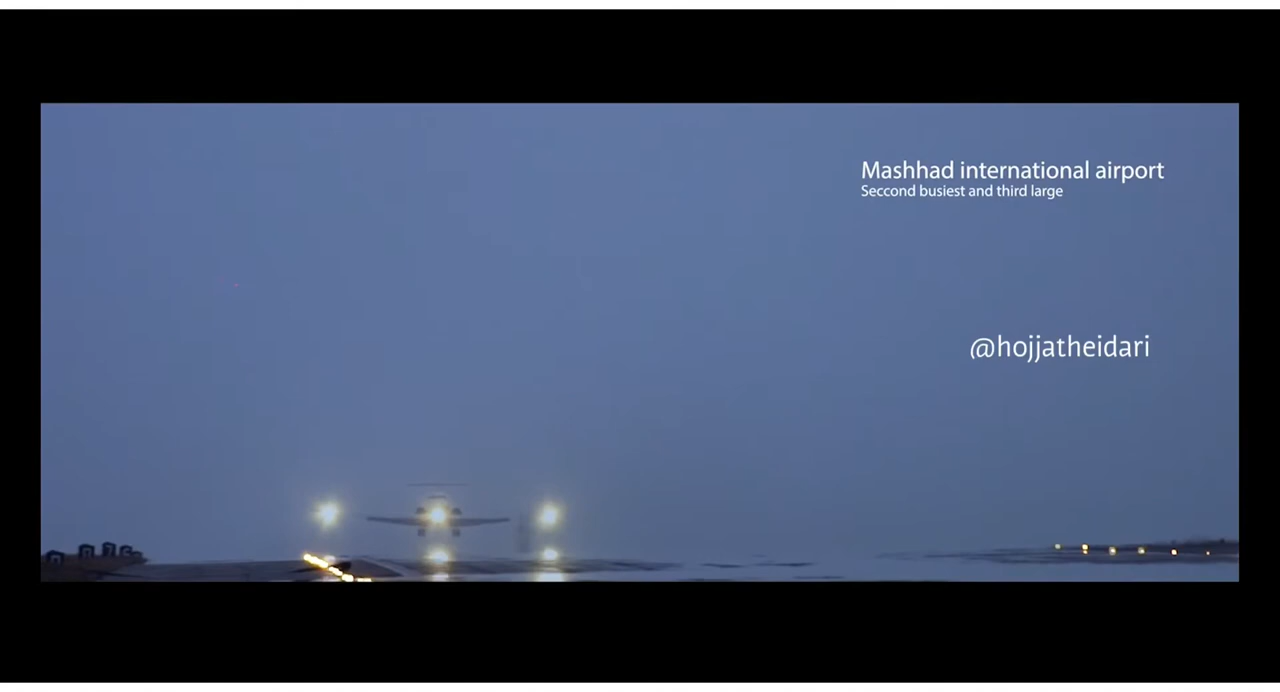 Mashhad international airport
Seccond busiest and third large
@hojjatheidari